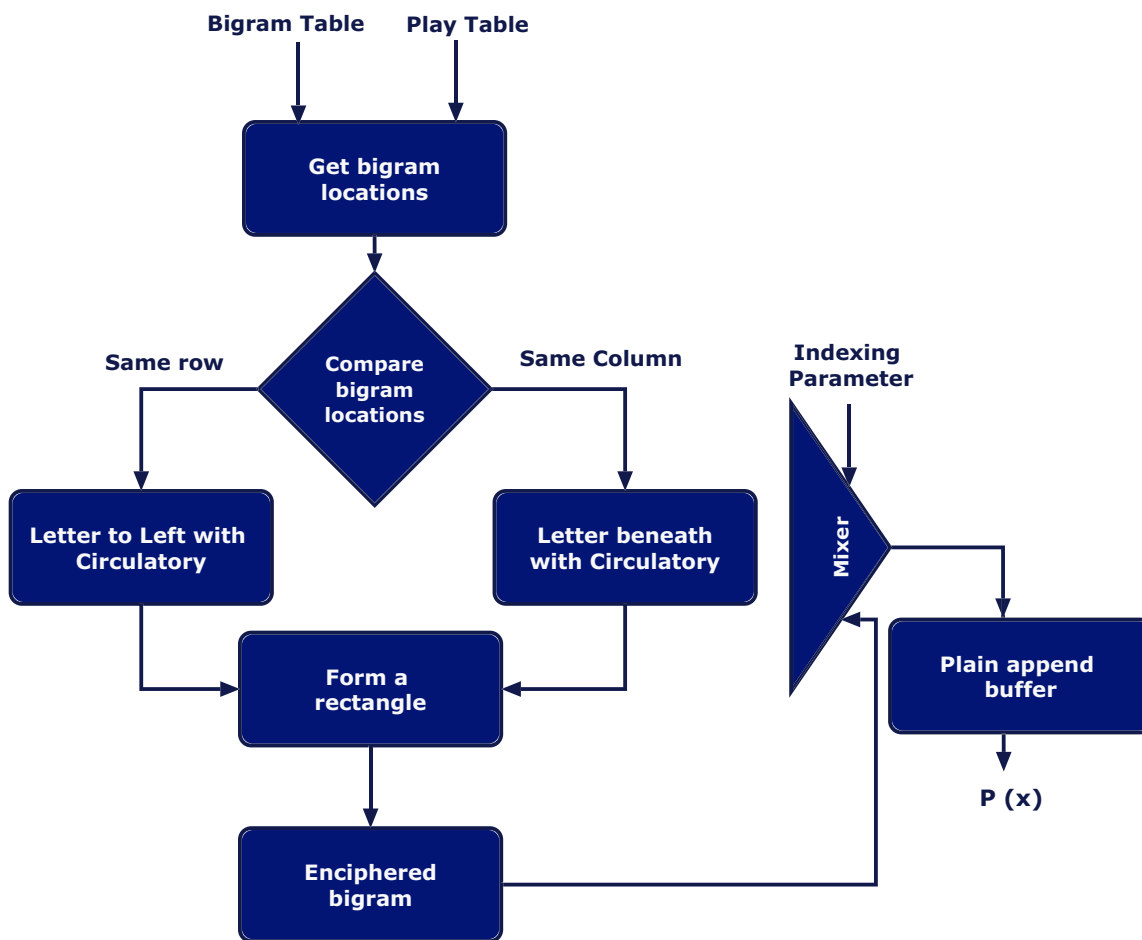 Bigram Table
Play Table
Get bigram
locations
Same row
Compare
bigram
locations
Same Column
Indexing
Parameter
Letter to Left with
Circulatory
Letter beneath
with Circulatory
Mixer
Form a
rectangle
Plain append
buffer
P (x)
Enciphered
bigram